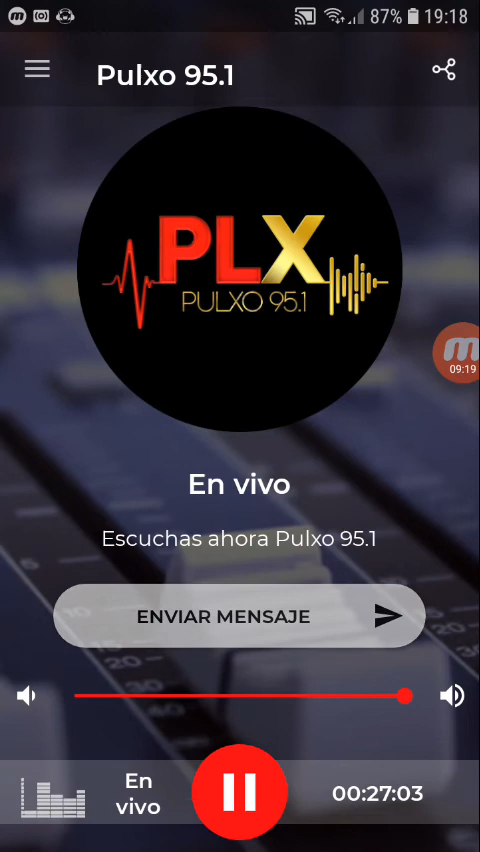 87% 19:18
Pulxo 95.1
PLX
PULXO 95.1
09:19
En vivo
Escuchas ahora Pulxo 95.1
ENVIAR MENSAJE
En
vivo
00:27:03